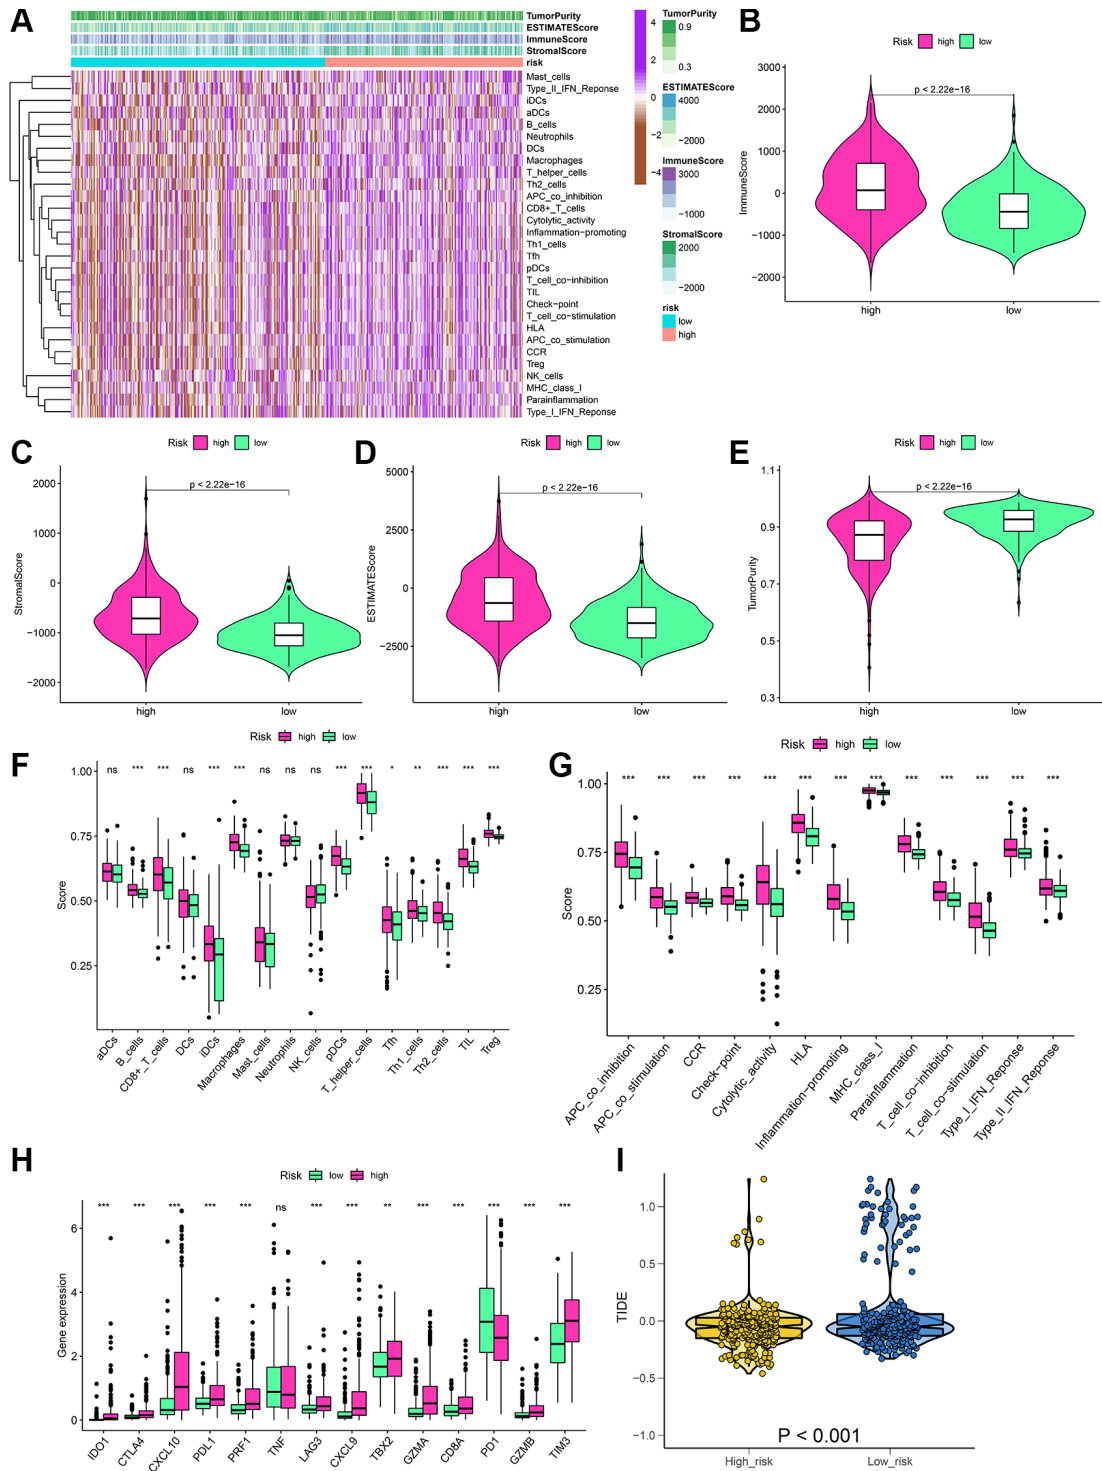 A
TumorPurity
ESTIMATEScore
ImmuneScore
StromalScore
risk
Mast_cells
Type_II_IFN_Reponse
iDCs
aDCs
B_cells
Neutrophils
DCs
Macrophages
T_helper_cells
Th2_cells
APC_co_inhibition
CD8+_T_cells
Cytolytic_activity
Inflammation−promoting
Th1_cells
Tfh
pDCs
T_cell_co−inhibition
TIL
Check−point
T_cell_co−stimulation
HLA
APC_co_stimulation
CCR
Treg
NK_cells
MHC_class_I
Parainflammation
Type_I_IFN_Reponse
4
2
0
−2
−4
TumorPurity
0.9
0.3
ESTIMATEScore
4000
−2000
ImmuneScore
3000
−1000
StromalScore
2000
−2000
risk
low
high
B
Risk high low
p < 2.22e−16
ImmuneScore
3000
2000
1000
0
−1000
−2000
high low
C
Risk high low
p < 2.22e−16
StromalScore
2000
1000
0
−1000
−2000
high low
D
Risk high low
p < 2.22e−16
ESTIMATEScore
5000
2500
0
−2500
high low
E
Risk high low
p < 2.22e−16
TumorPurity
1.1
0.9
0.7
0.5
0.3
high low
F
Risk high low
ns *** *** ns *** *** ns ns ns *** *** * ** *** *** ***
Score
1.00
0.75
0.50
0.25
aDCs B_cells CD8+_T_cells DCs iDCs Macrophages Mast_cells Neutrophils NK_cells pDCs T_helper_cells Tfh Th1_cells Th2_cells TIL Treg
G
Risk high low
*** *** *** *** *** *** *** *** *** *** *** *** ***
Score
1.00
0.75
0.50
0.25
APC_co_inhibition APC_co_stimulation CCR Check−point Cytolytic_activity HLA Inflammation−promoting MHC_class_I Parainflammation T_cell_co−inhibition T_cell_co−stimulation Type_I_IFN_Reponse Type_II_IFN_Reponse
H
Risk low high
*** *** *** *** *** ns *** *** ** *** *** *** *** ***
Gene expression
6
4
2
0
IDO1 CTLA4 CXCL10 PDL1 PRF1 TNF LAG3 CXCL9 TBX2 GZMA CD8A PD1 GZMB TIM3
I
TIDE
1.0
0.5
0.0
−0.5
−1.0
P < 0.001
High_risk Low_risk